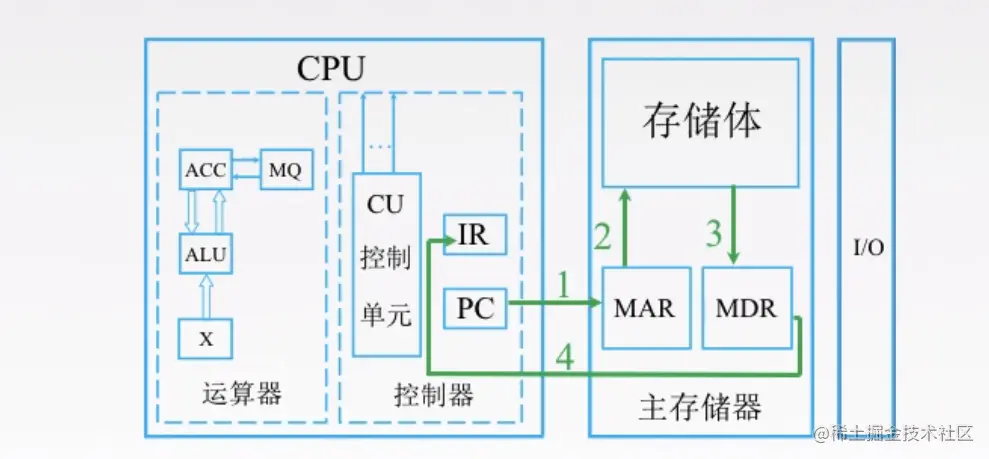 CPU
ACC
MQ
ALU
X
运算器
...
CU
控制
单元
IR
PC
控制器
1
2
3
4
存储体
MAR
MDR
主存储器
I/O
@稀土掘金技术社区